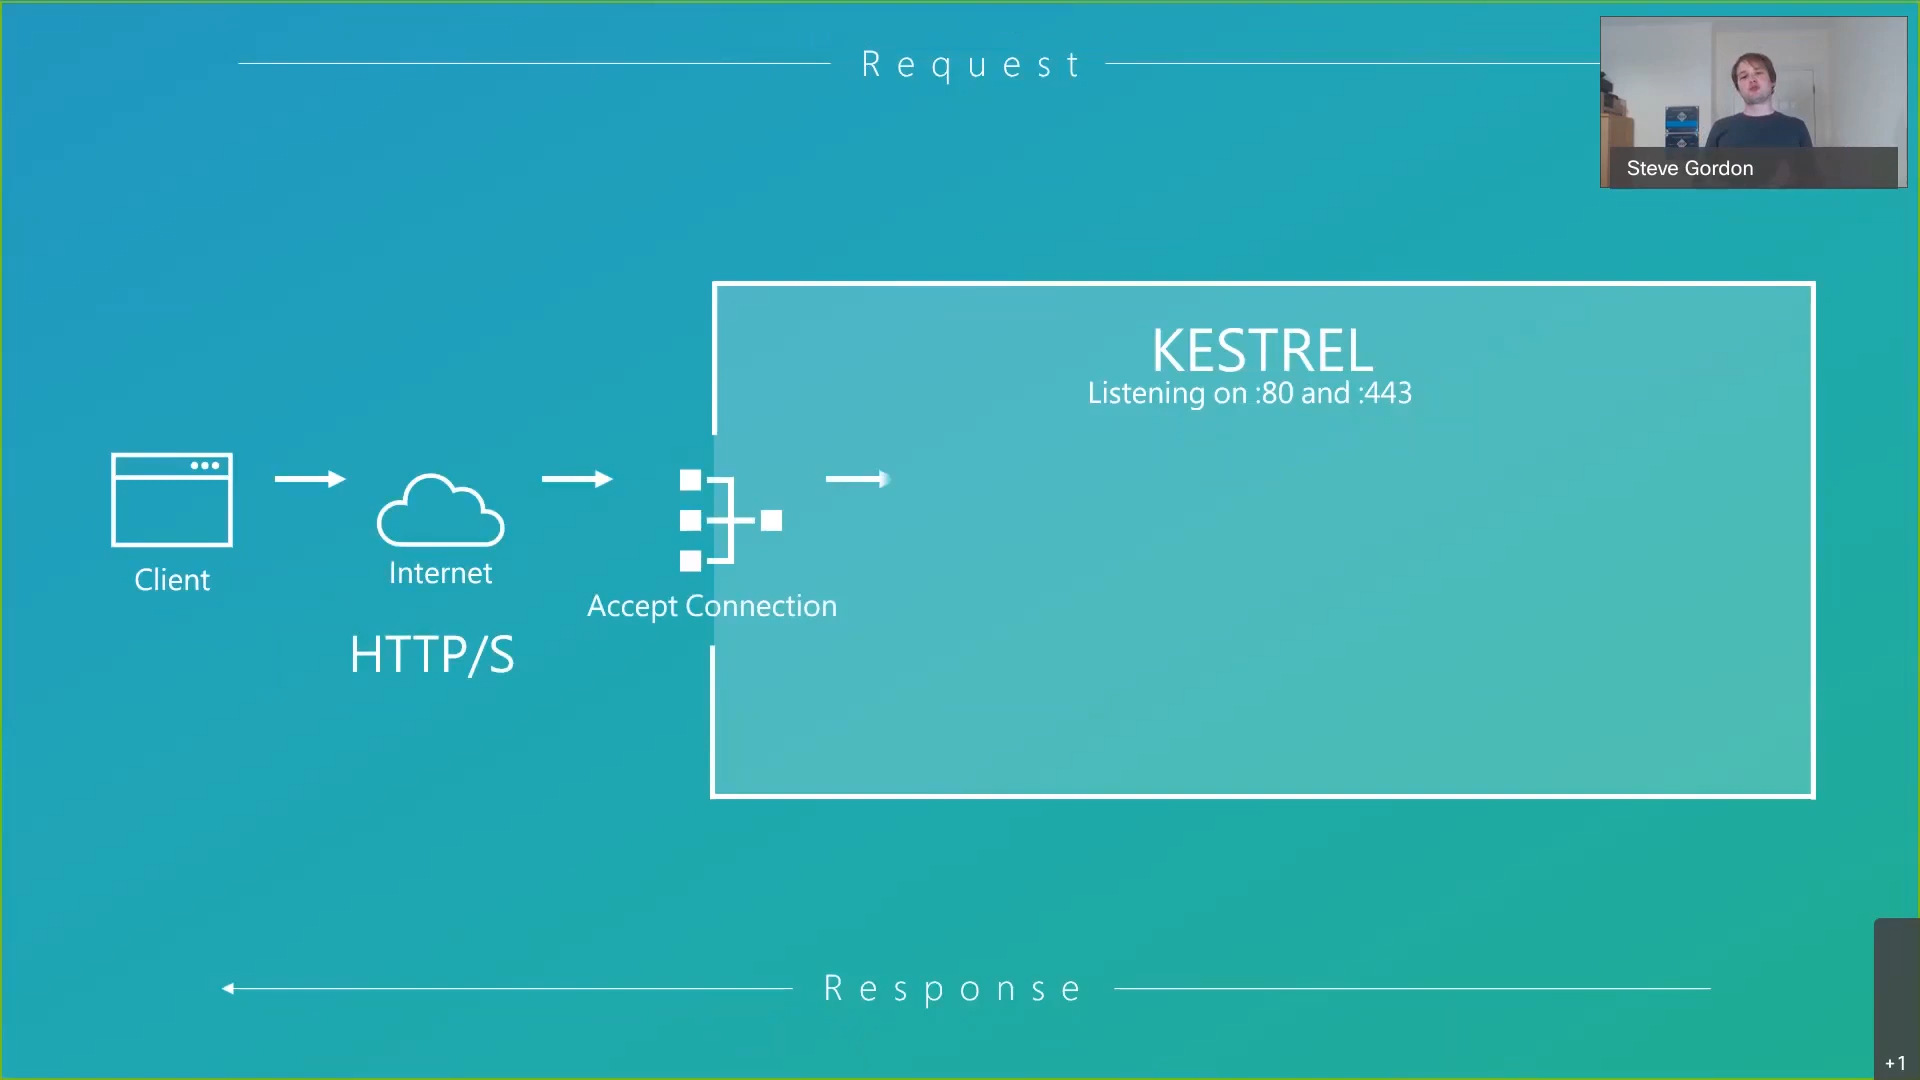 Request
Steve Gordon
KESTREL
Listening on :80 and :443
Client
Internet
Accept Connection
HTTP/S
Response
+1